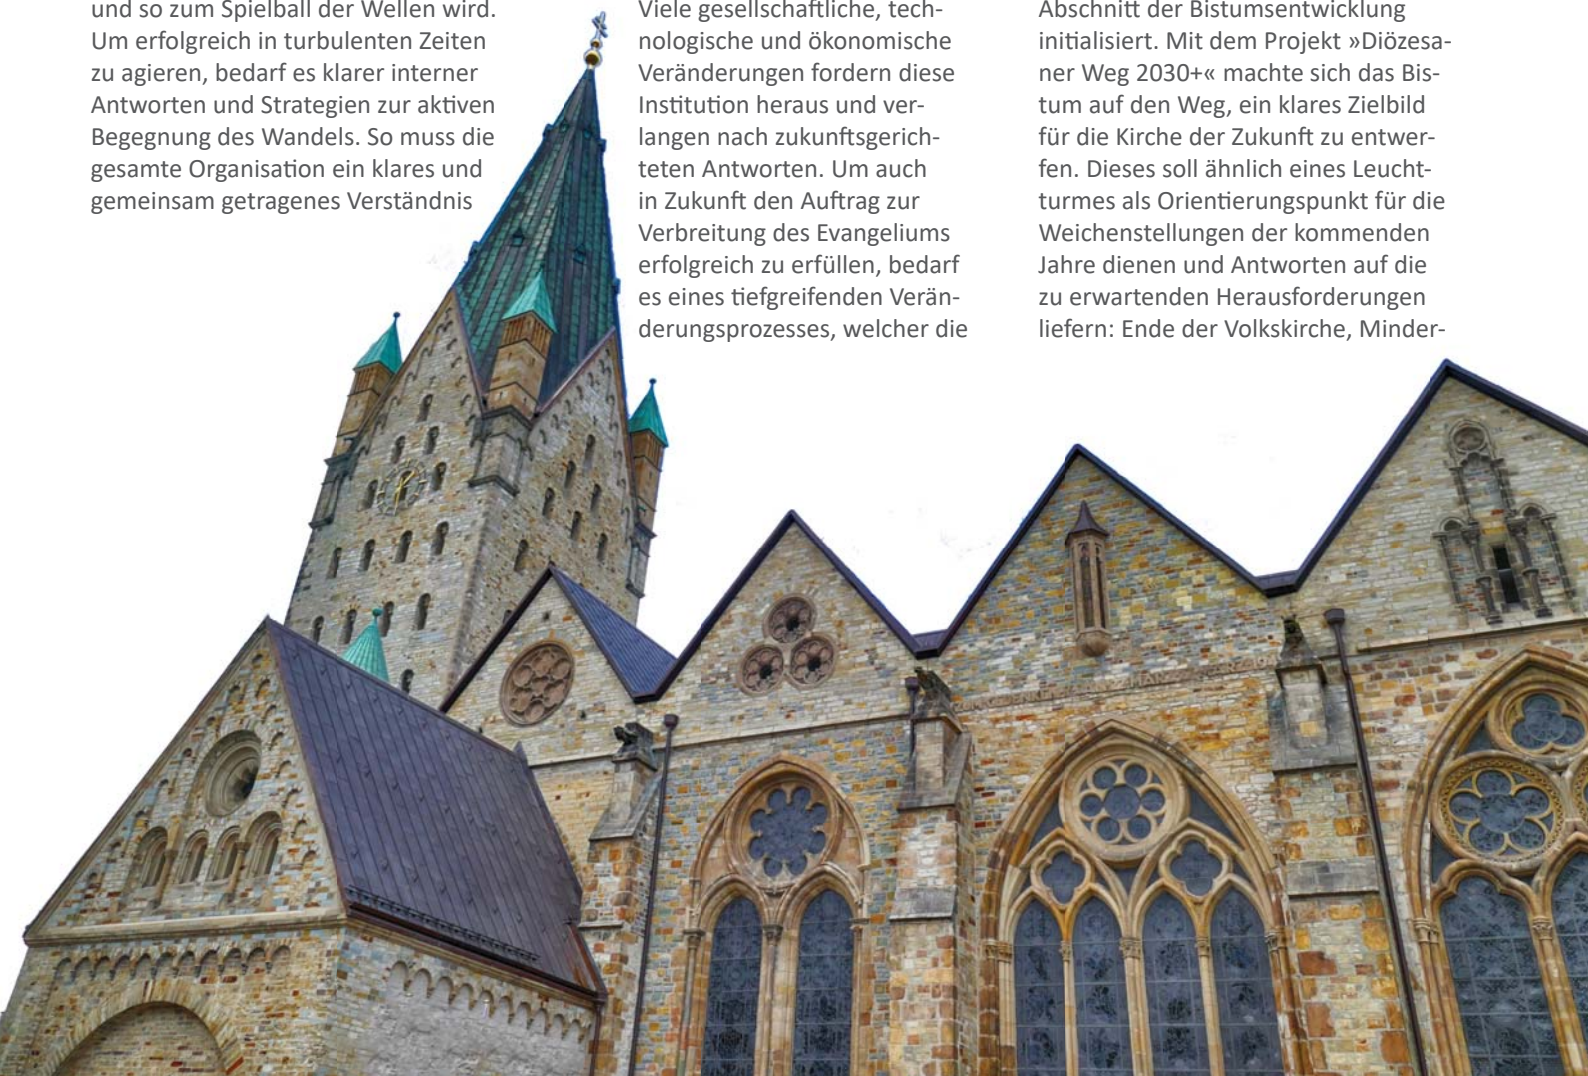 und so zum Spielball der Wellen wird.
Um erfolgreich in turbulenten Zeiten
zu agieren, bedarf es klarer interner
Antworten und Strategien zur aktiven
Begegnung des Wandels. So muss die
gesamte Organisation ein klares und
gemeinsam getragenes Verständnis
Viele gesellschaftliche, tech-
nologische und ökonomische
Veränderungen fordern diese
Institution heraus und ver-
langen nach zukunftsgerich-
teten Antworten. Um auch
in Zukunft den Auftrag zur
Verbreitung des Evangeliums
erfolgreich zu erfüllen, bedarf
es eines tiefgreifenden Verän-
derungsprozesses, welcher die
Abschnitt der Bistumsentwicklung
initialisiert. Mit dem Projekt »Diözesa-
ner Weg 2030+« machte sich das Bis-
tum auf den Weg, ein klares Zielbild
für die Kirche der Zukunft zu entwer-
fen. Dieses soll ähnlich eines Leucht-
turmes als Orientierungspunkt für die
Weichenstellungen der kommenden
Jahre dienen und Antworten auf die
zu erwartenden Herausforderungen
liefern: Ende der Volkskirche, Minder-